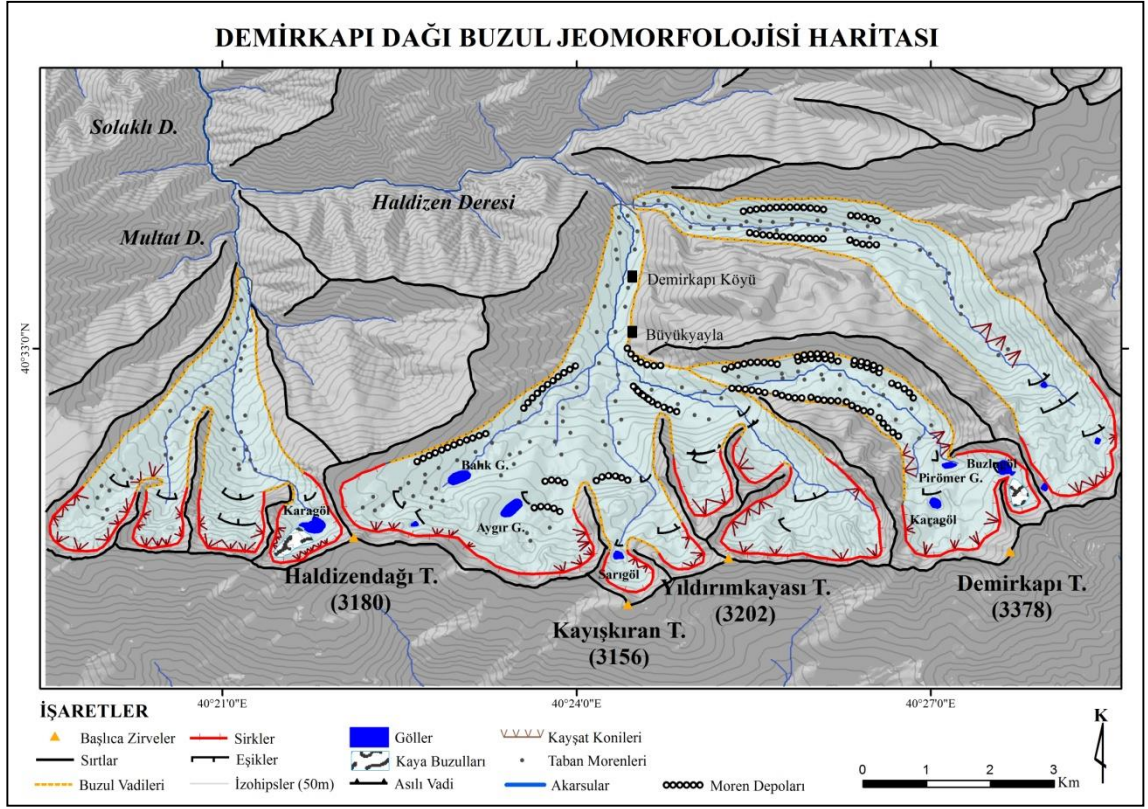 DEMİRKAPI DAĞI BUZUL JEOMORFOLOJİSİ HARİTASI
Solaklı D.
Haldizen Deresi
Multat D.
Demirkapı Köyü
Büyükyayla
40°33'0"N
Balık G.
Buzlugöl
Pirömer G.
Karagöl
Aygır G.
Karagöl
Sarıgöl
Haldizendağı T.
(3180)
Yıldırımkayası T.
(3202)
Demirkapı T.
(3378)
Kayışkıran T.
(3156)
40°21'0"E
40°24'0"E
40°27'0"E
İŞARETLER
Başlıca Zirveler
Sirkler
Göller
Kayşat Konileri
Sırtlar
Eşikler
Kaya Buzulları
Taban Morenleri
Buzul Vadileri
İzohipsler (50m)
Asılı Vadi
Akarsular
Moren Depoları
K
0 1 2 3
Km